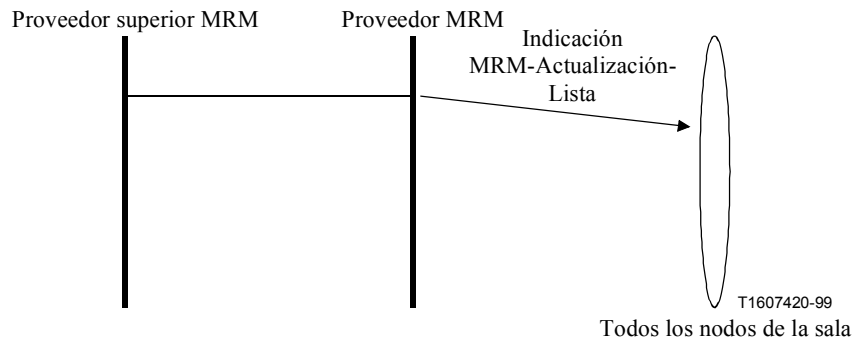 Proveedor superior MRM
Proveedor MRM
Indicación
MRM-Actualización-
Lista
T1607420-99
Todos los nodos de la sala